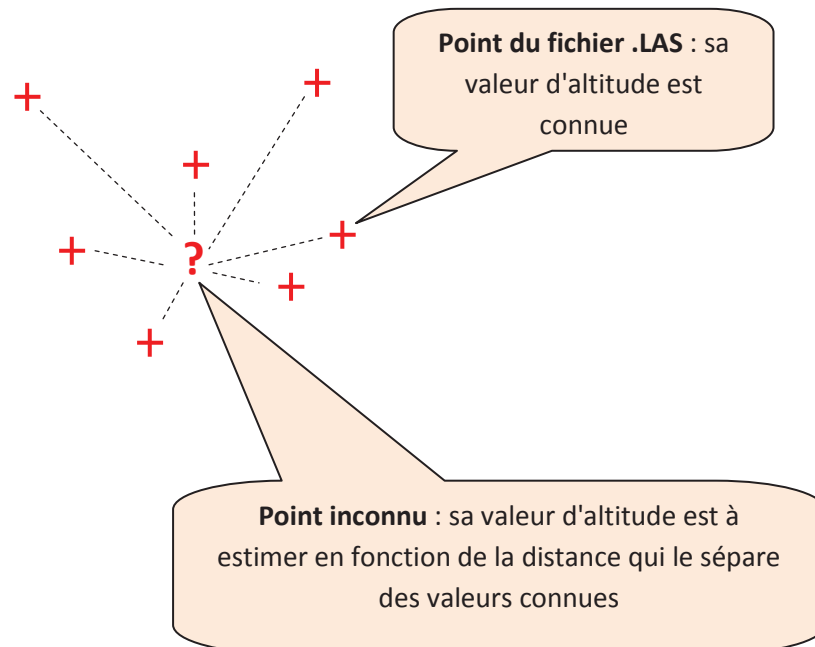 Point du fichier .LAS : sa
valeur d'altitude est
connue
?
Point inconnu : sa valeur d'altitude est à
estimer en fonction de la distance qui le sépare
des valeurs connues